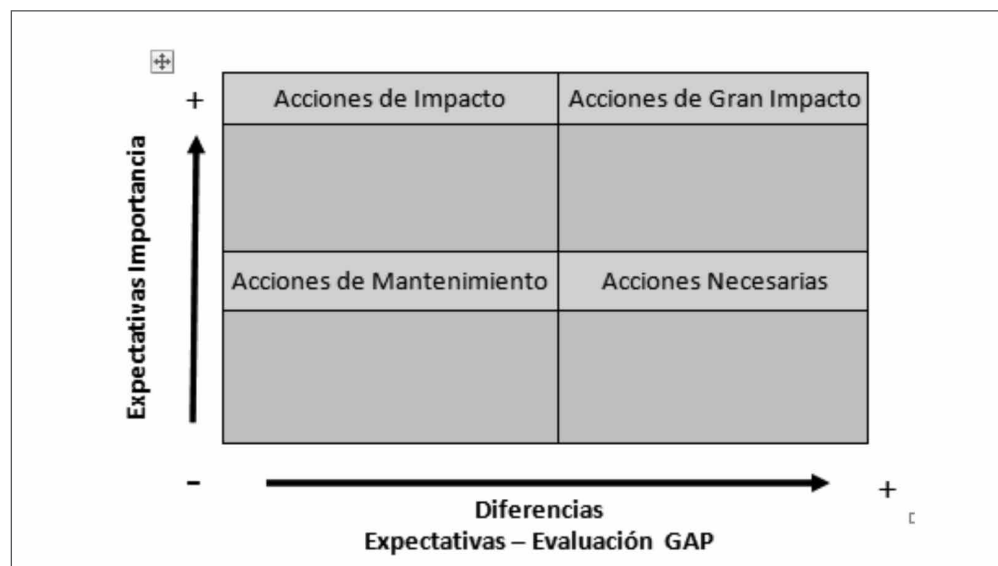 +
Acciones de Impacto
Acciones de Gran Impacto
Expectativas Importancia
Acciones de Mantenimiento
Acciones Necesarias
-
+
Diferencias
Expectativas – Evaluación GAP